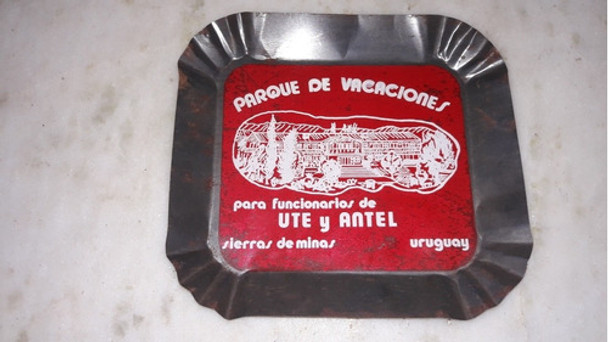 PARQUE DE VACACIONES
para funcionarios de
UTE y ANTEL
sierras de minas uruguay